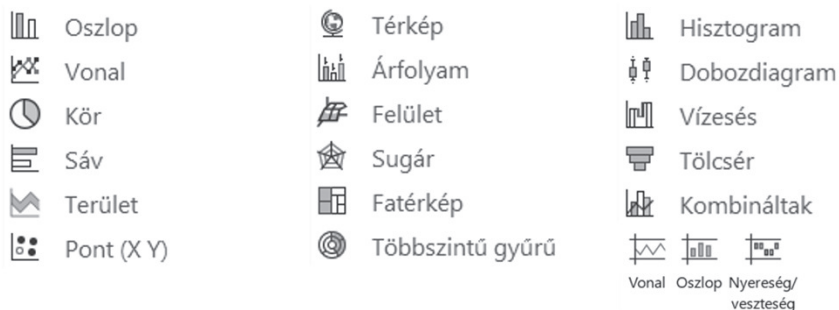 Oszlop
Vonal
Kör
Sáv
Terület
Pont (X Y)
Térkép
Árfolyam
Felület
Sugár
Fatérkép
Többszintű gyűrű
Hisztogram
Dobozdiagram
Vízesés
Tölcsér
Kombináltak
Vonal Oszlop Nyereség/
veszteség